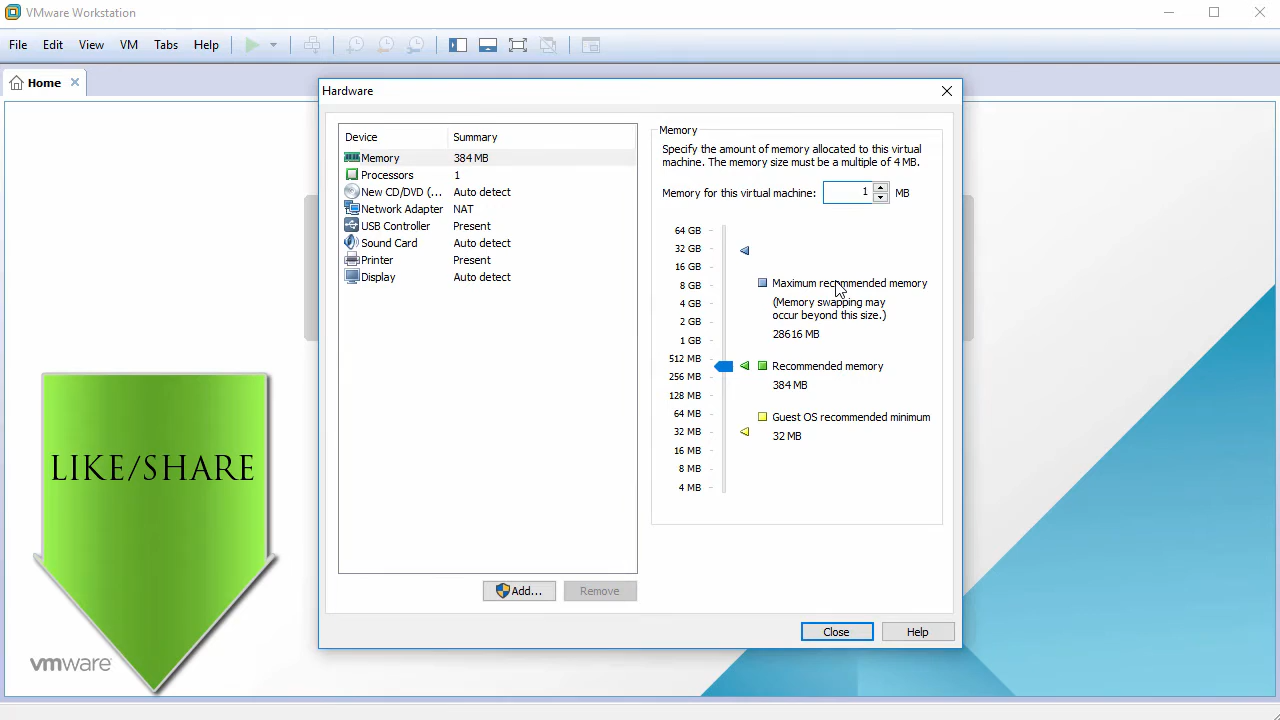 VMware Workstation
File Edit View VM Tabs Help
Home
Hardware
Device Summary
Memory 384 MB
Processors 1
New CD/DVD (... Auto detect
Network Adapter NAT
USB Controller Present
Sound Card Auto detect
Printer Present
Display Auto detect
Add... Remove
Memory
Specify the amount of memory allocated to this virtual
machine. The memory size must be a multiple of 4 MB.
Memory for this virtual machine: 1 MB
64 GB
32 GB
16 GB
8 GB
4 GB
2 GB
1 GB
512 MB
256 MB
128 MB
64 MB
32 MB
16 MB
8 MB
4 MB
Maximum recommended memory
(Memory swapping may
occur beyond this size.)
28616 MB
Recommended memory
384 MB
Guest OS recommended minimum
32 MB
Close Help
LIKE/SHARE
vmware